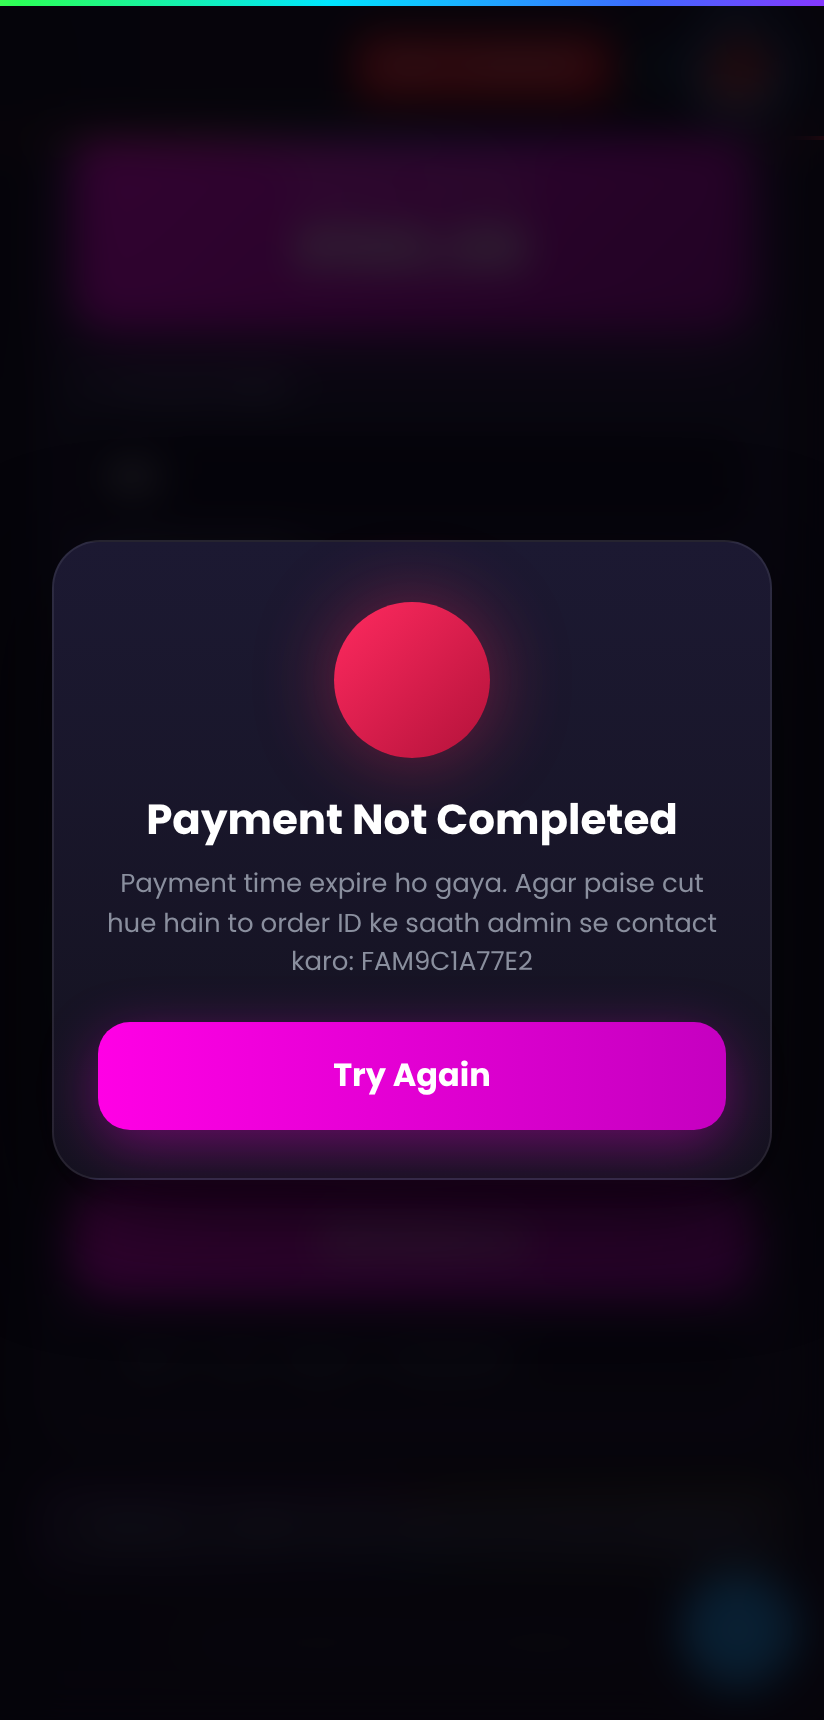 Payment Not Completed
Payment time expire ho gaya. Agar paise cut
hue hain to order ID ke saath admin se contact
karo: FAM9C1A77E2
Try Again